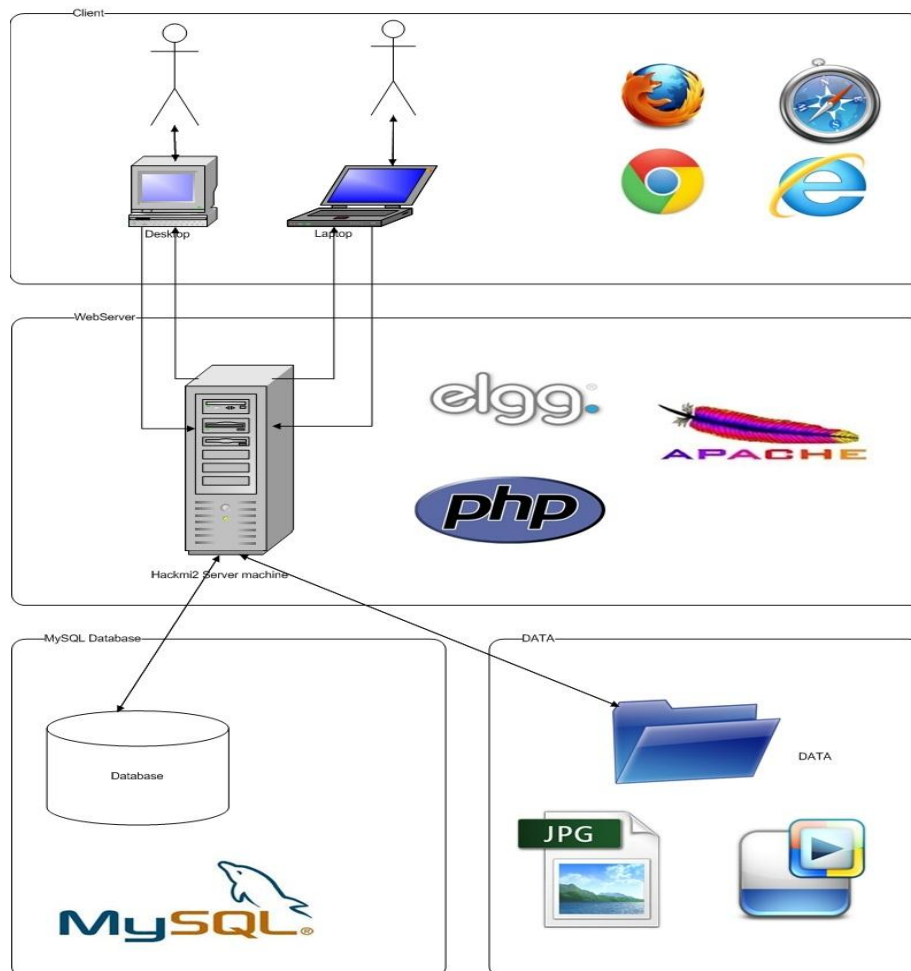 Client
Desktop
Laptop
WebServer
elgg.
APACHE
php
Hackmi2 Server machine
MySQL Database
DATA
Database
DATA
JPG
MySQL®